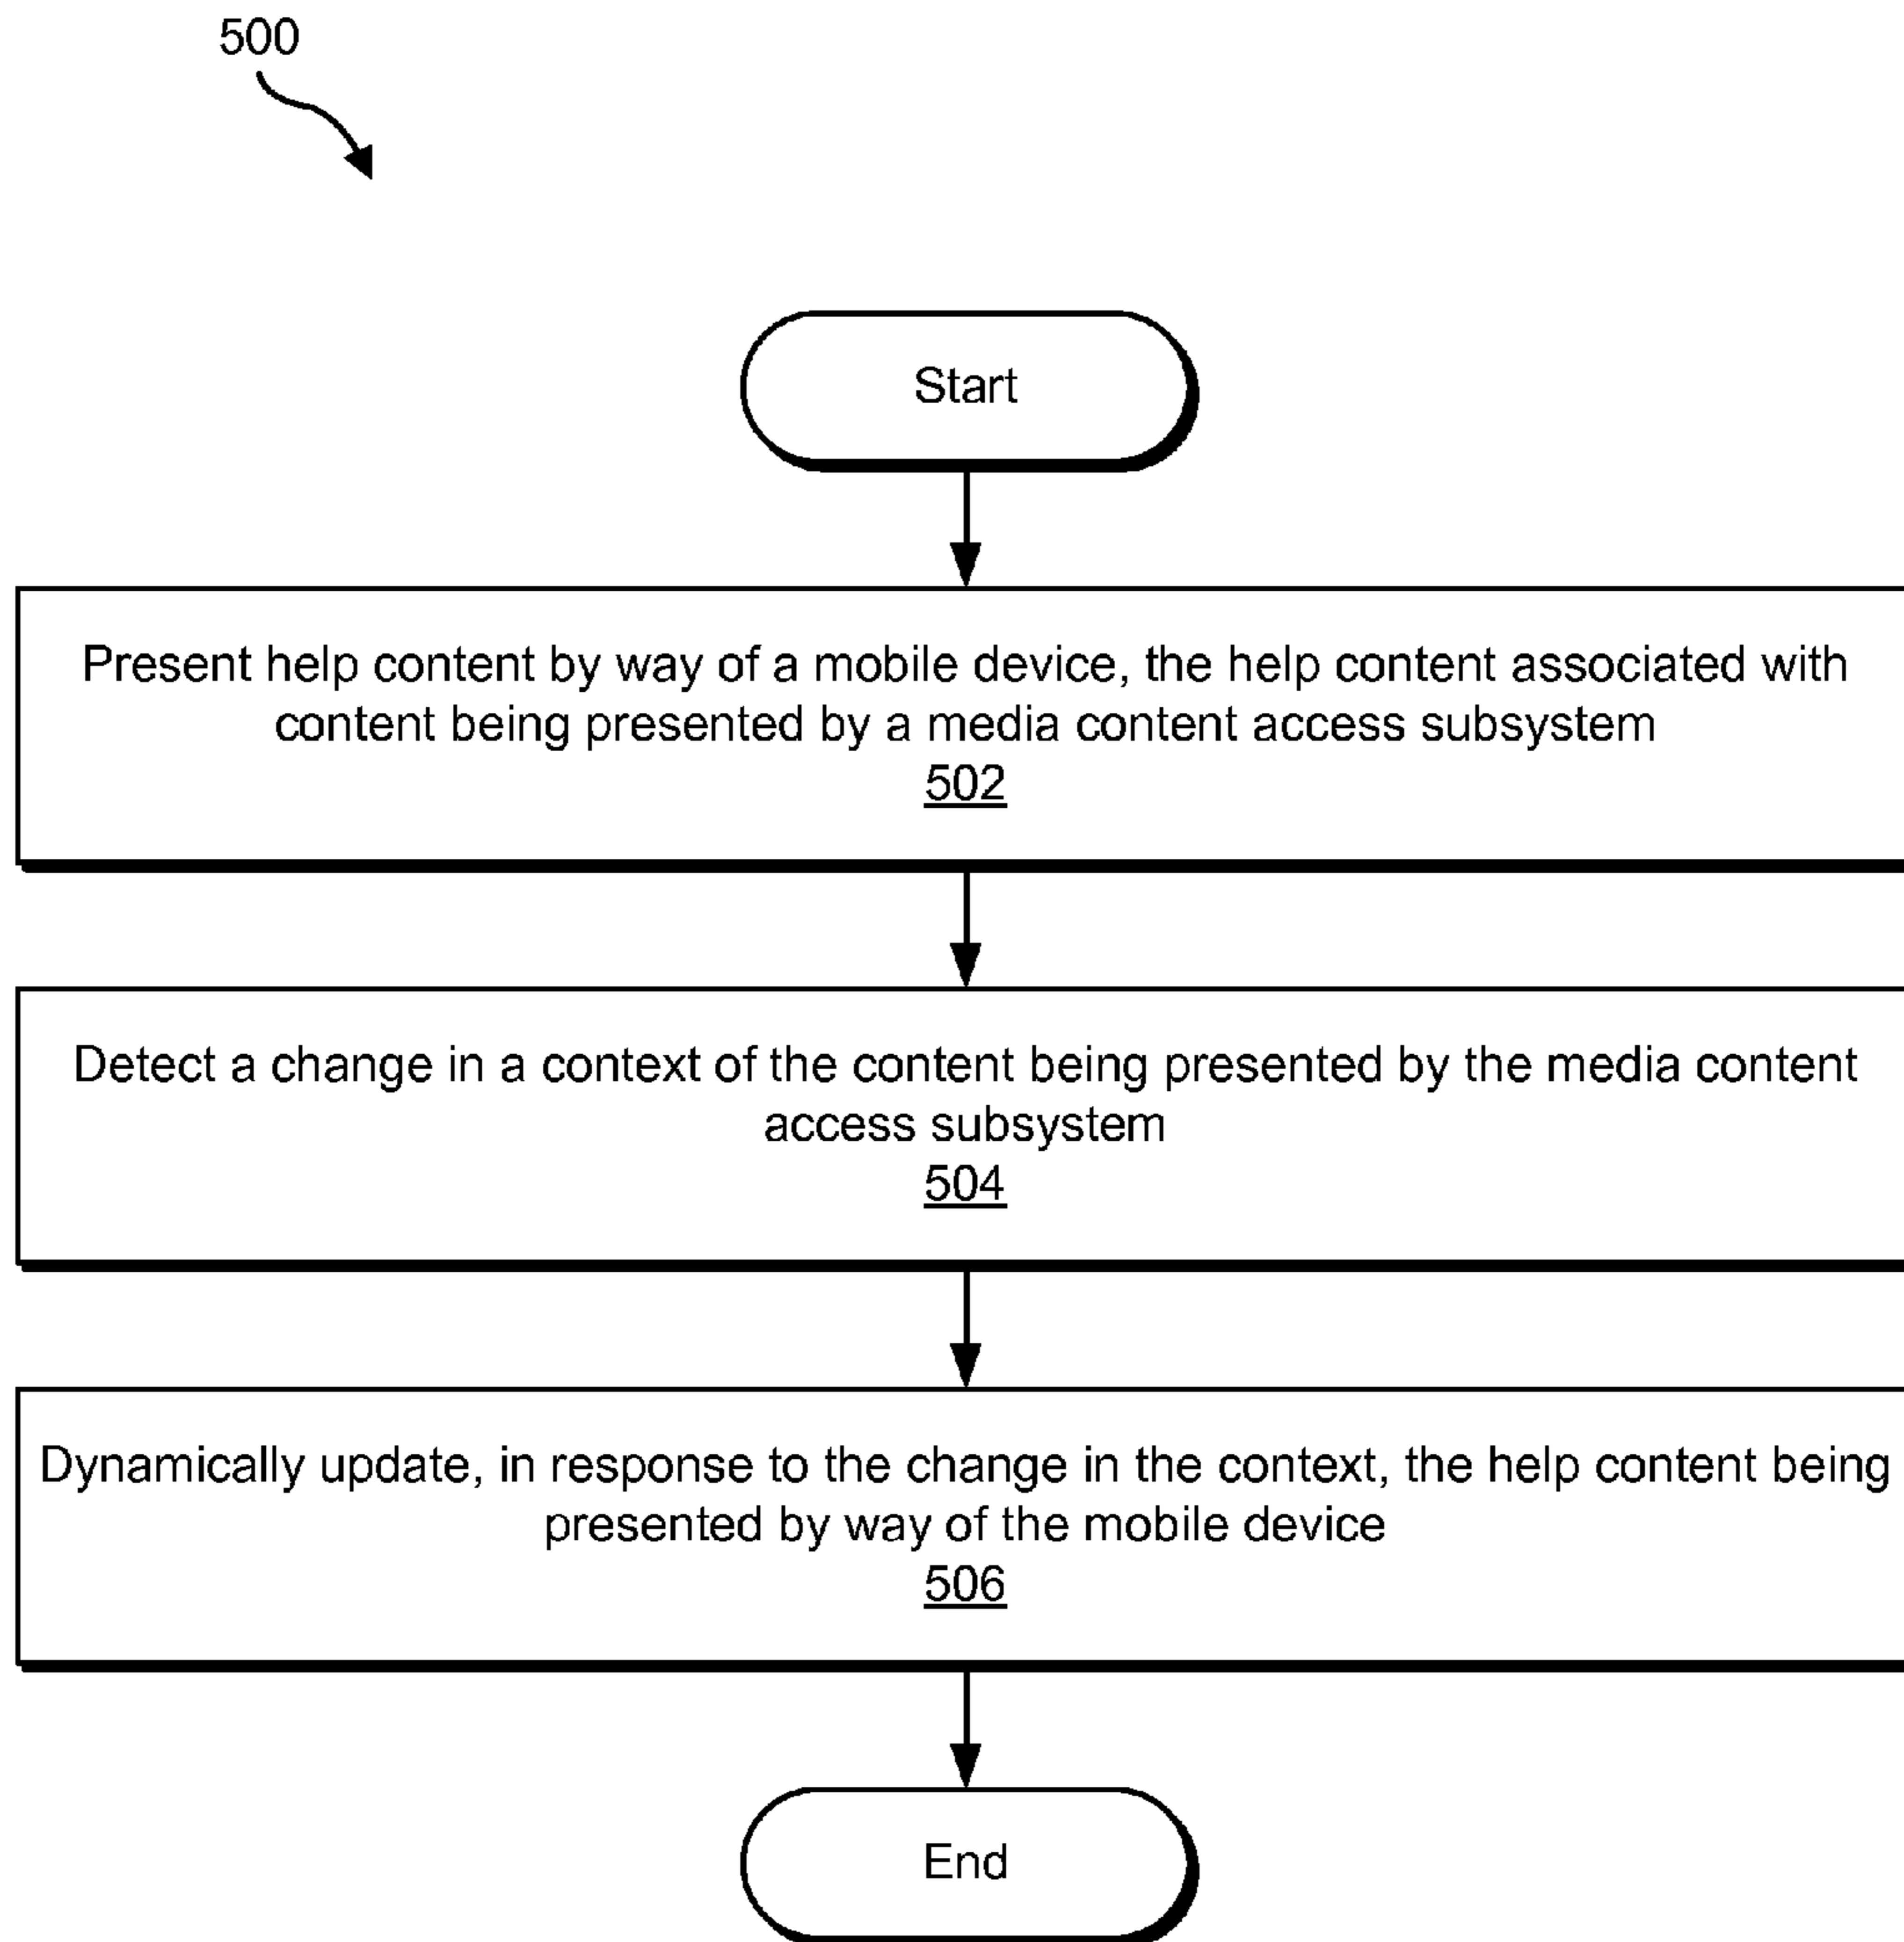 500
Start
Present help content by way of a mobile device, the help content associated with
content being presented by a media content access subsystem
502
Detect a change in a context of the content being presented by the media content
access subsystem
504
Dynamically update, in response to the change in the context, the help content being
presented by way of the mobile device
506
End